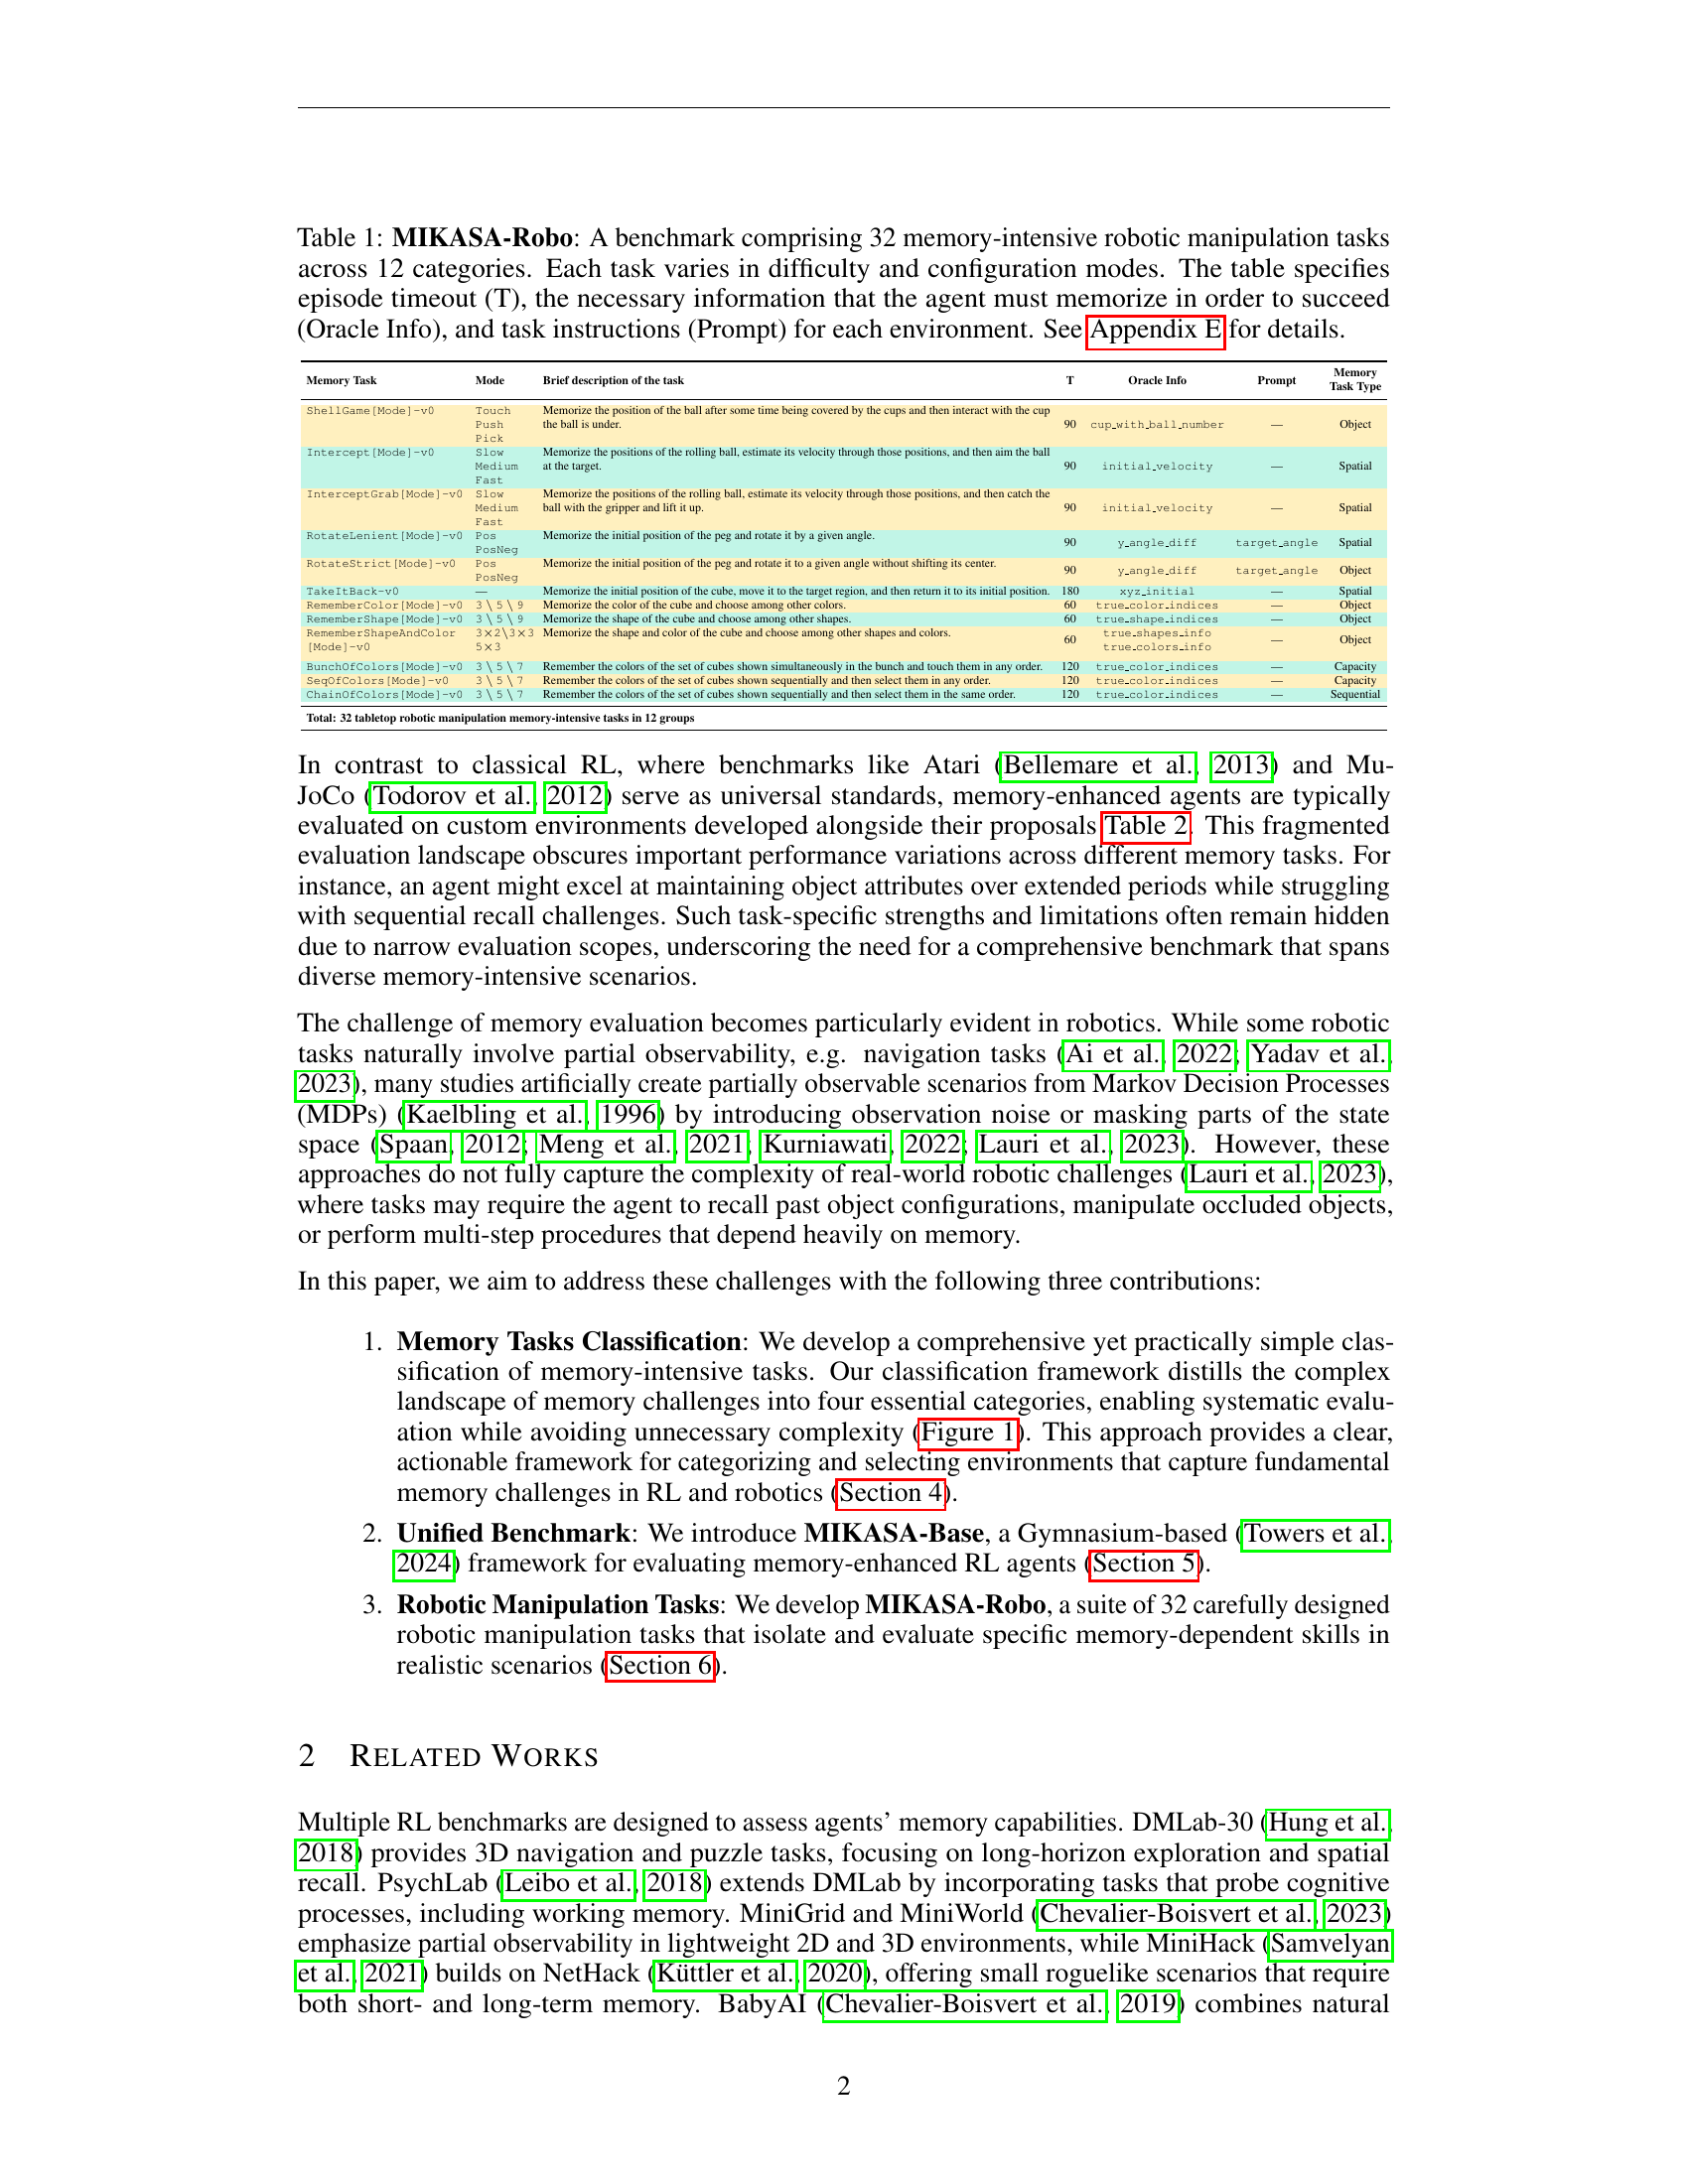 Table 1: MIKASA-Robo: A benchmark comprising 32 memory-intensive robotic manipulation tasks
across 12 categories. Each task varies in difficulty and configuration modes. The table specifies
episode timeout (T), the necessary information that the agent must memorize in order to succeed
(Oracle Info), and task instructions (Prompt) for each environment. See Appendix E for details.
Memory Task Mode Brief description of the task T Oracle Info Prompt Memory Task Type
ShellGame[Mode]-v0 Touch Push Pick Memorize the position of the ball after some time being covered by the cups and then interact with the cup the ball is under. 90 cup_with_ball_number — Object
Intercept[Mode]-v0 Slow Medium Fast Memorize the positions of the rolling ball, estimate its velocity through those positions, and then aim the ball at the target. 90 initial_velocity — Spatial
InterceptGrab[Mode]-v0 Slow Medium Fast Memorize the positions of the rolling ball, estimate its velocity through those positions, and then catch the ball with the gripper and lift it up. 90 initial_velocity — Spatial
RotateLenient[Mode]-v0 Pos PosNeg Memorize the initial position of the peg and rotate it by a given angle. 90 y_angle_diff target_angle Spatial
RotateStrict[Mode]-v0 Pos PosNeg Memorize the initial position of the peg and rotate it to a given angle without shifting its center. 90 y_angle_diff target_angle Object
TakeItBack-v0 — Memorize the initial position of the cube, move it to the target region, and then return it to its initial position. 180 xyz_initial — Spatial
RememberColor[Mode]-v0 3 \ 5 \ 9 Memorize the color of the cube and choose among other colors. 60 true_color_indices — Object
RememberShape[Mode]-v0 3 \ 5 \ 9 Memorize the shape of the cube and choose among other shapes. 60 true_shape_indices — Object
RememberShapeAndColor [Mode]-v0 3×2\3×3 5×3 Memorize the shape and color of the cube and choose among other shapes and colors. 60 true_shapes_info true_colors_info — Object
BunchOfColors[Mode]-v0 3 \ 5 \ 7 Remember the colors of the set of cubes shown simultaneously in the bunch and touch them in any order. 120 true_color_indices — Capacity
SeqOfColors[Mode]-v0 3 \ 5 \ 7 Remember the colors of the set of cubes shown sequentially and then select them in any order. 120 true_color_indices — Capacity
ChainOfColors[Mode]-v0 3 \ 5 \ 7 Remember the colors of the set of cubes shown sequentially and then select them in the same order. 120 true_color_indices — Sequential
Total: 32 tabletop robotic manipulation memory-intensive tasks in 12 groups
In contrast to classical RL, where benchmarks like Atari (Bellemare et al., 2013) and Mu-
JoCo (Todorov et al., 2012) serve as universal standards, memory-enhanced agents are typically
evaluated on custom environments developed alongside their proposals Table 2. This fragmented
evaluation landscape obscures important performance variations across different memory tasks. For
instance, an agent might excel at maintaining object attributes over extended periods while struggling
with sequential recall challenges. Such task-specific strengths and limitations often remain hidden
due to narrow evaluation scopes, underscoring the need for a comprehensive benchmark that spans
diverse memory-intensive scenarios.
The challenge of memory evaluation becomes particularly evident in robotics. While some robotic
tasks naturally involve partial observability, e.g. navigation tasks (Ai et al., 2022; Yadav et al.,
2023), many studies artificially create partially observable scenarios from Markov Decision Processes
(MDPs) (Kaelbling et al., 1996) by introducing observation noise or masking parts of the state
space (Spaan, 2012; Meng et al., 2021; Kurniawati, 2022; Lauri et al., 2023). However, these
approaches do not fully capture the complexity of real-world robotic challenges (Lauri et al., 2023),
where tasks may require the agent to recall past object configurations, manipulate occluded objects,
or perform multi-step procedures that depend heavily on memory.
In this paper, we aim to address these challenges with the following three contributions:
1. Memory Tasks Classification: We develop a comprehensive yet practically simple clas-
sification of memory-intensive tasks. Our classification framework distills the complex
landscape of memory challenges into four essential categories, enabling systematic evalu-
ation while avoiding unnecessary complexity (Figure 1). This approach provides a clear,
actionable framework for categorizing and selecting environments that capture fundamental
memory challenges in RL and robotics (Section 4).
2. Unified Benchmark: We introduce MIKASA-Base, a Gymnasium-based (Towers et al.,
2024) framework for evaluating memory-enhanced RL agents (Section 5).
3. Robotic Manipulation Tasks: We develop MIKASA-Robo, a suite of 32 carefully designed
robotic manipulation tasks that isolate and evaluate specific memory-dependent skills in
realistic scenarios (Section 6).
2 RELATED WORKS
Multiple RL benchmarks are designed to assess agents' memory capabilities. DMLab-30 (Hung et al.,
2018) provides 3D navigation and puzzle tasks, focusing on long-horizon exploration and spatial
recall. PsychLab (Leibo et al., 2018) extends DMLab by incorporating tasks that probe cognitive
processes, including working memory. MiniGrid and MiniWorld (Chevalier-Boisvert et al., 2023)
emphasize partial observability in lightweight 2D and 3D environments, while MiniHack (Samvelyan
et al., 2021) builds on NetHack (Küttler et al., 2020), offering small roguelike scenarios that require
both short- and long-term memory. BabyAI (Chevalier-Boisvert et al., 2019) combines natural
2